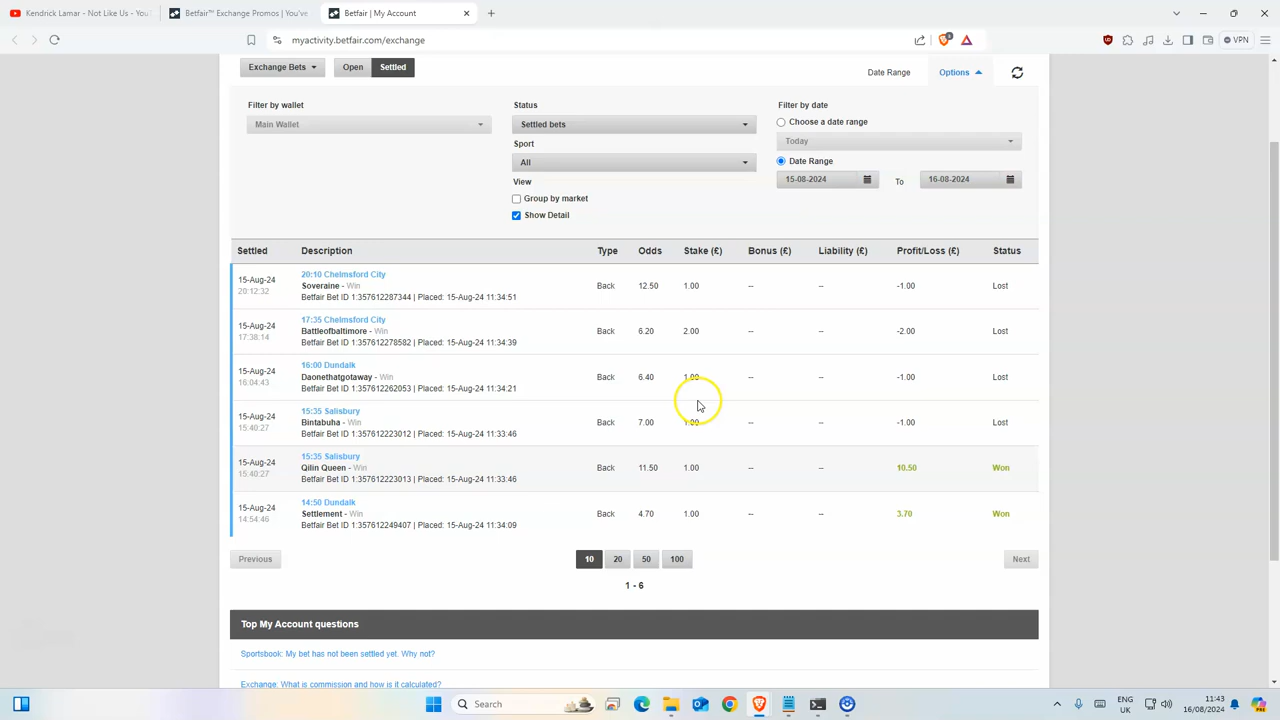 Kendrick Lamar - Not Like Us - You
Betfair™ Exchange Promos | You've
Betfair | My Account
myactivity.betfair.com/exchange
VPN
Exchange Bets
Open
Settled
Date Range
Options
Filter by wallet
Status
Filter by date
Main Wallet
Settled bets
Choose a date range
Sport
Today
All
Date Range
View
15-08-2024
To
16-08-2024
Group by market
Show Detail
Settled Description Type Odds Stake (£) Bonus (£) Liability (£) Profit/Loss (£) Status
20:10 Chelmsford City
15-Aug-24 Soveraine - Win Back 12.50 1.00 -- -- -1.00 Lost
20:12:32 Betfair Bet ID 1:357612287344 | Placed: 15-Aug-24 11:34:51
17:35 Chelmsford City
15-Aug-24 Battleofbaltimore - Win Back 6.20 2.00 -- -- -2.00 Lost
17:38:14 Betfair Bet ID 1:357612278582 | Placed: 15-Aug-24 11:34:39
16:00 Dundalk
15-Aug-24 Daonethatgotaway - Win Back 6.40 1.00 -- -- -1.00 Lost
16:04:43 Betfair Bet ID 1:357612262053 | Placed: 15-Aug-24 11:34:21
15:35 Salisbury
15-Aug-24 Bintabuha - Win Back 7.00 1.00 -- -- -1.00 Lost
15:40:27 Betfair Bet ID 1:357612223012 | Placed: 15-Aug-24 11:33:46
15:35 Salisbury
15-Aug-24 Qilin Queen - Win Back 11.50 1.00 -- -- 10.50 Won
15:40:27 Betfair Bet ID 1:357612223013 | Placed: 15-Aug-24 11:33:46
14:50 Dundalk
15-Aug-24 Settlement - Win Back 4.70 1.00 -- -- 3.70 Won
14:54:46 Betfair Bet ID 1:357612249407 | Placed: 15-Aug-24 11:34:09
Previous
10 20 50 100
Next
1 - 6
Top My Account questions
Sportsbook: My bet has not been settled yet. Why not?
Exchange: What is commission and how is it calculated?
Search
ENG
UK
11:43
16/08/2024